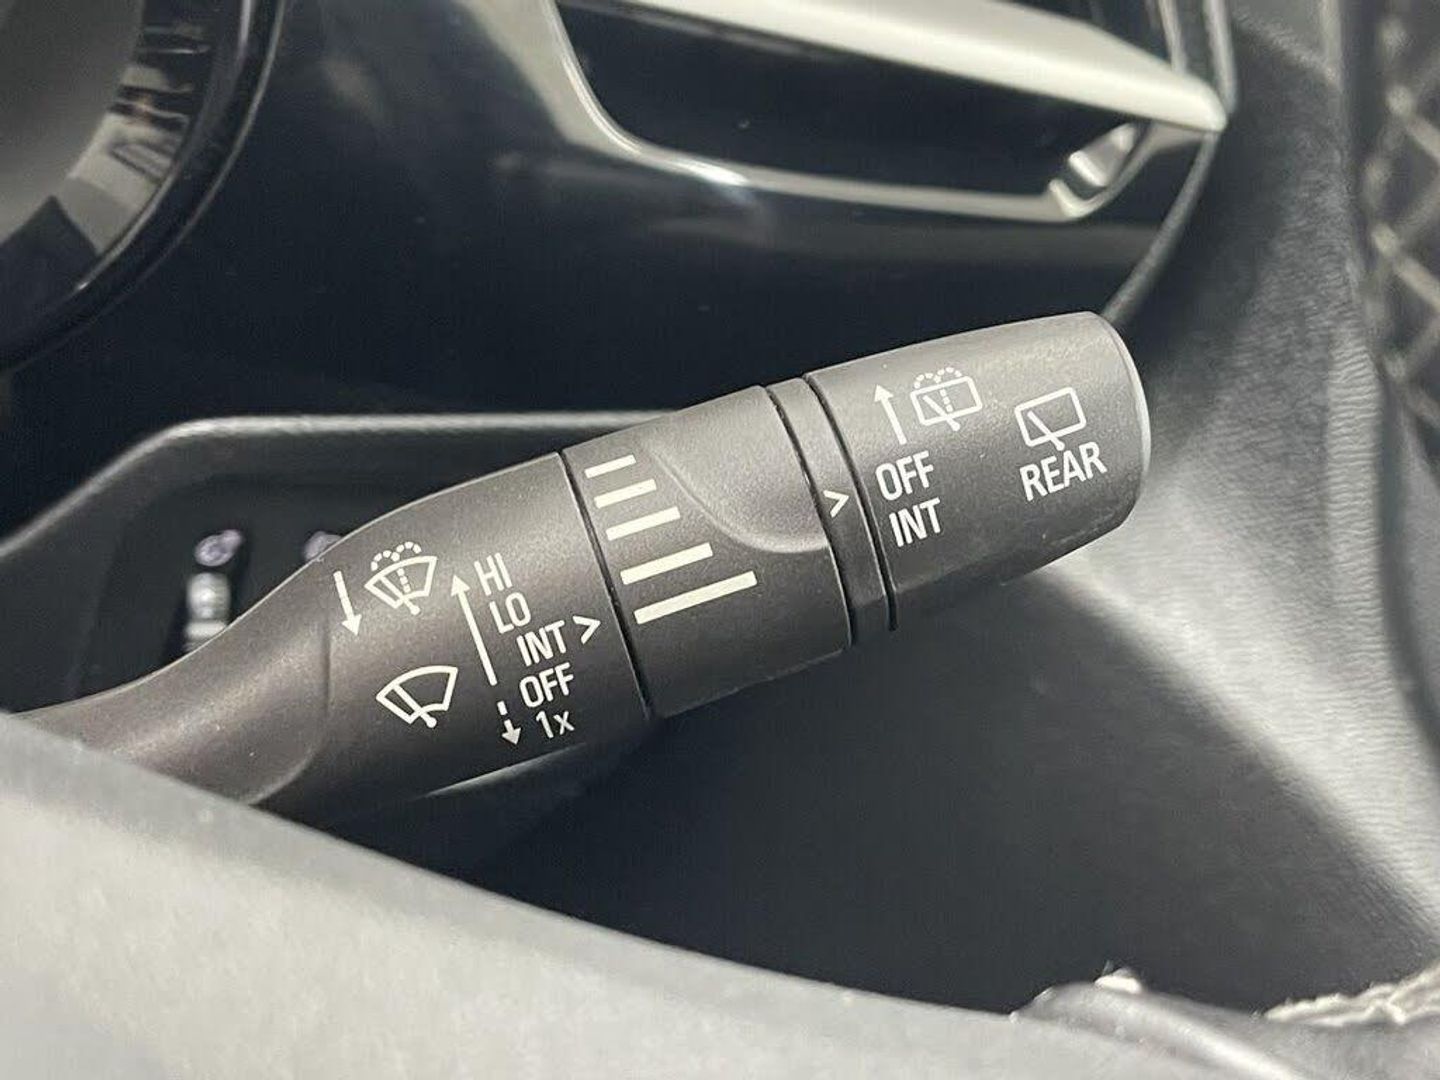 HI
LO
INT >
OFF
1x
> OFF
INT
REAR